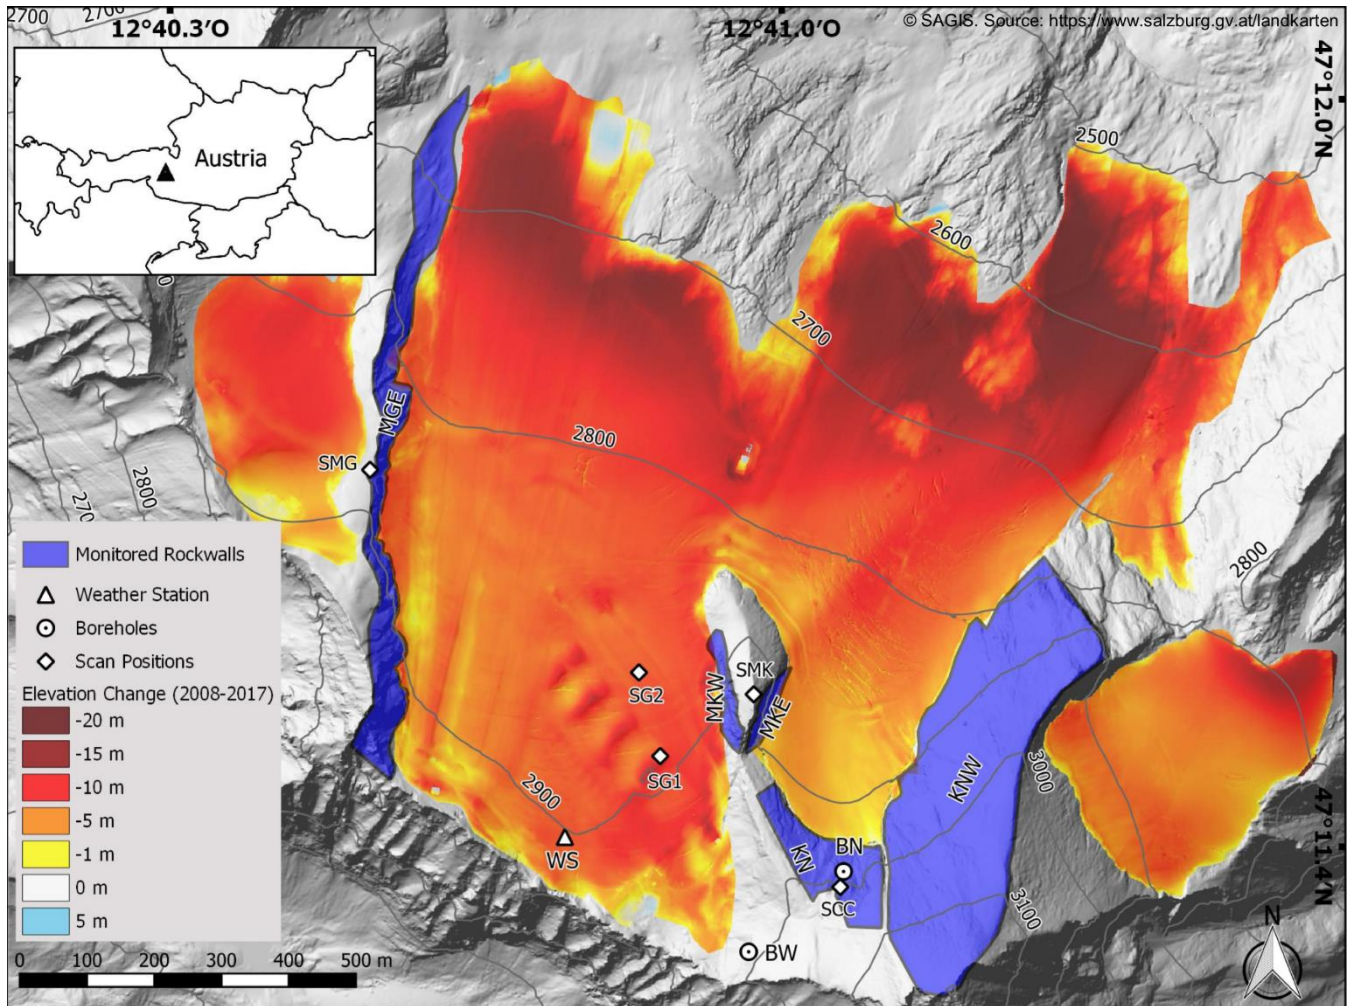 2700
2700
12°40.3′O
12°41.0′O
© SAGIS. Source: https://www.salzburg.gv.at/landkarten
47°12.0′N
Austria
2500
2600
2700
MGE
2800
SMG
2800
2800
Monitored Rockwalls
Weather Station
Boreholes
Scan Positions
Elevation Change (2008-2017)
-20 m
-15 m
-10 m
-5 m
-1 m
0 m
5 m
SG2
SMK
MKW
MKE
SG1
2900
WS
KNW
3000
47°11.4′N
KN
BN
SCC
3100
BW
N
0 100 200 300 400 500 m